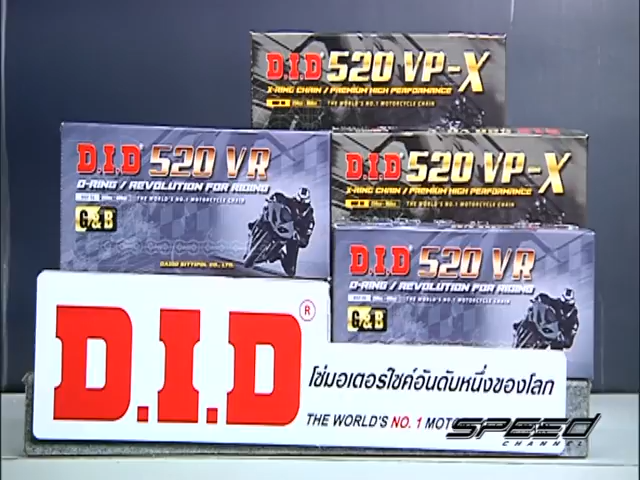 D.I.D 520 VP-X
X-RING CHAIN / PREMIUM HIGH PERFORMANCE
THE WORLD'S NO.1 MOTORCYCLE CHAIN
D.I.D 520 VR
O-RING / REVOLUTION FOR RIDING
THE WORLD'S NO.1 MOTORCYCLE CHAIN
G&B
D.I.D 520 VP-X
X-RING CHAIN / PREMIUM HIGH PERFORMANCE
THE WORLD'S NO.1 MOTORCYCLE CHAIN
D.I.D 520 VR
O-RING / REVOLUTION FOR RIDING
THE WORLD'S NO.1 MOTORCYCLE CHAIN
G&B
D.I.D ®
โซ่มอเตอร์ไซค์อันดับหนึ่งของโลก
THE WORLD'S NO. 1 MOT
SPEED
CHANNEL